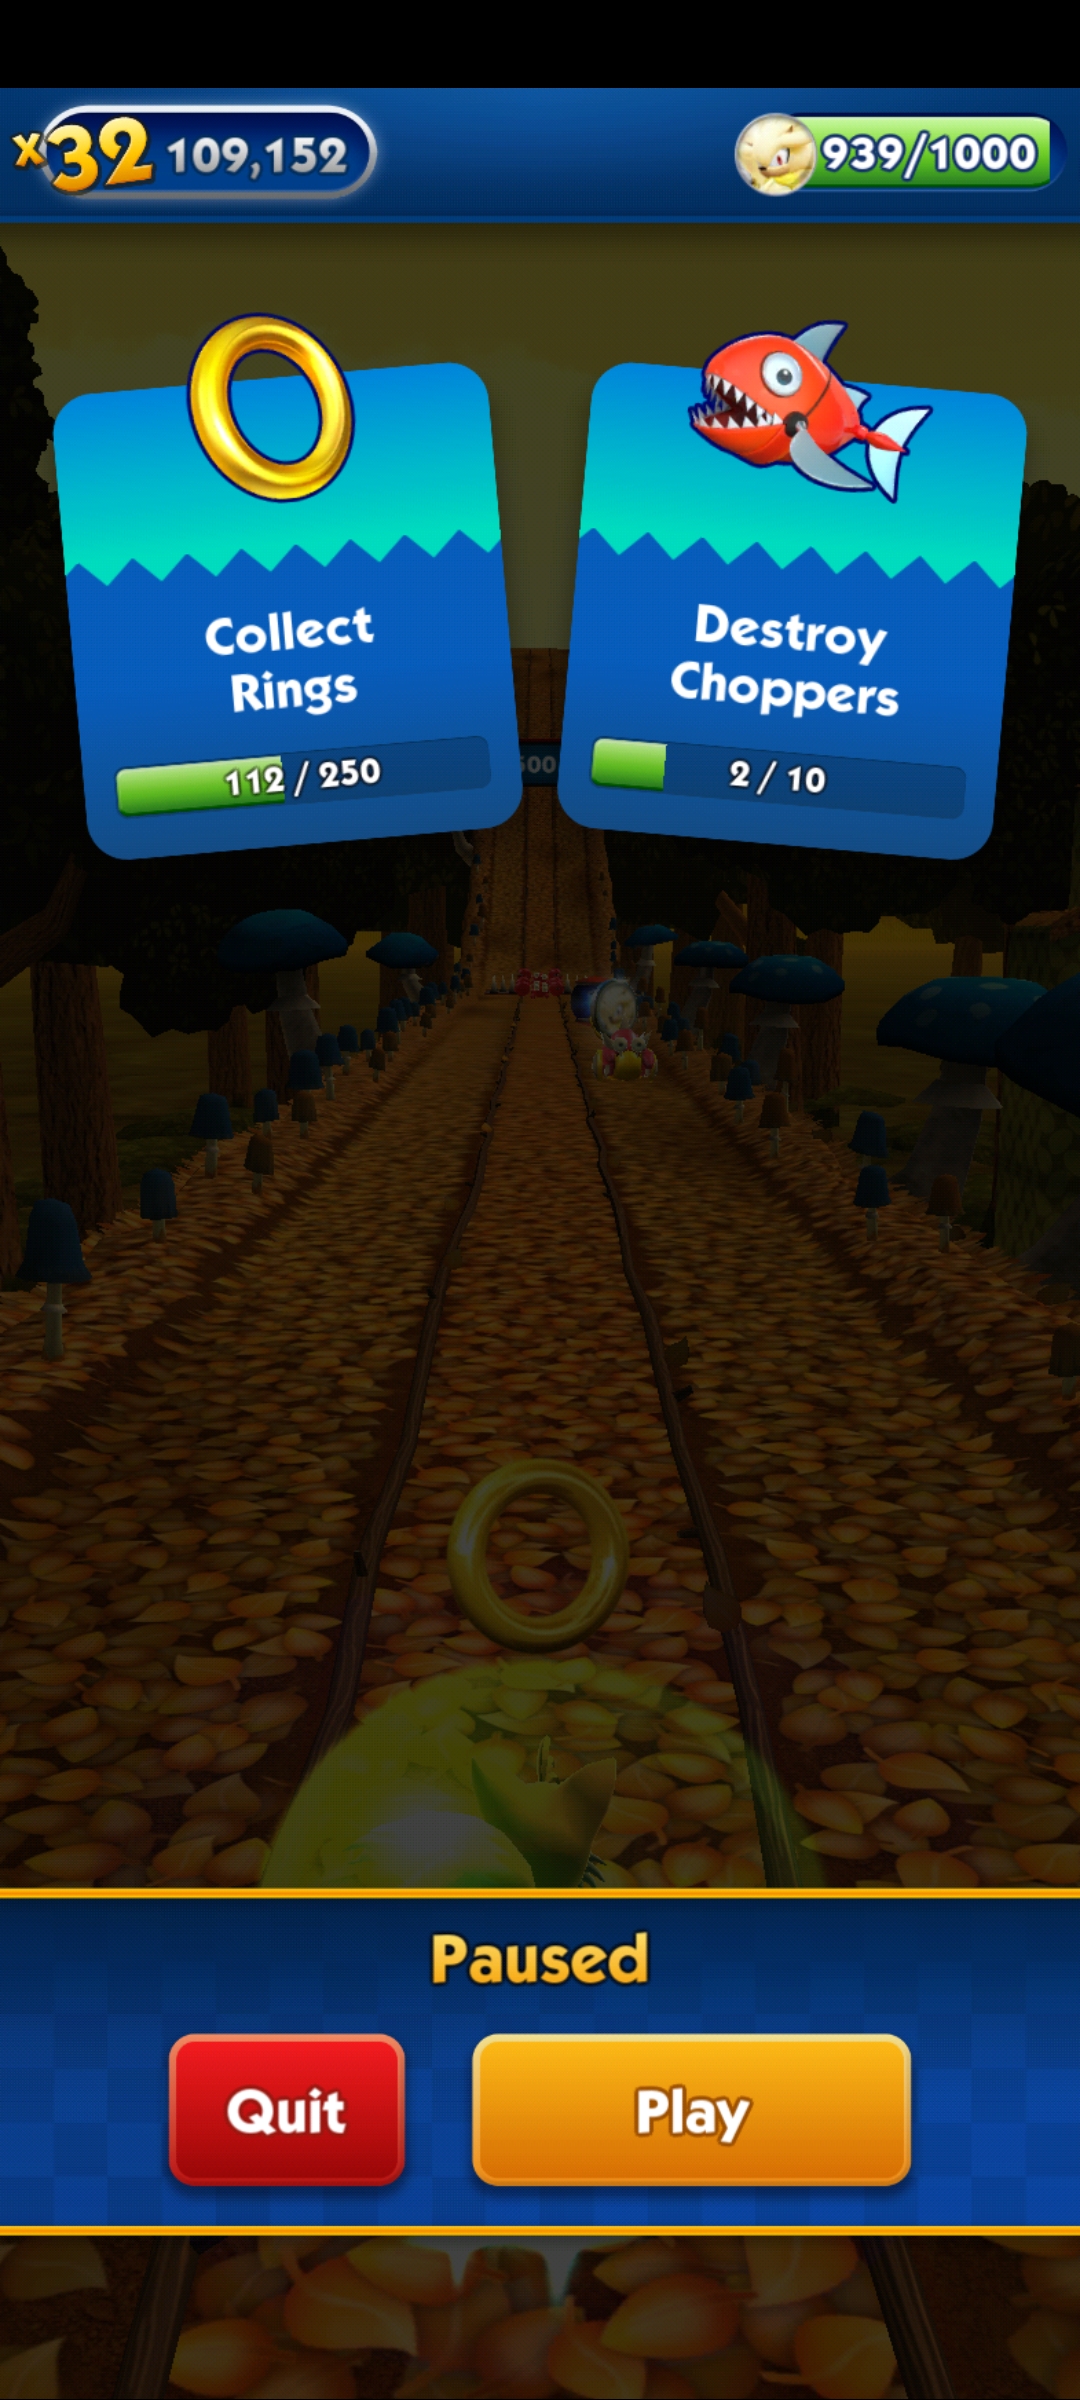 x32 109,152
939/1000
Collect
Rings
112 / 250
Destroy
Choppers
2 / 10
Paused
Quit
Play